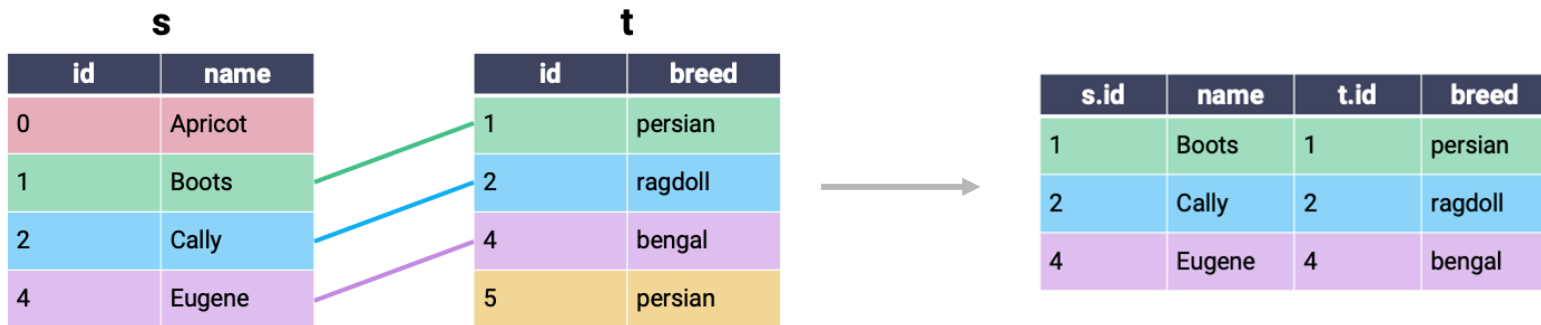 s
id name
0 Apricot
1 Boots
2 Cally
4 Eugene
t
id breed
1 persian
2 ragdoll
4 bengal
5 persian
s.id name t.id breed
1 Boots 1 persian
2 Cally 2 ragdoll
4 Eugene 4 bengal